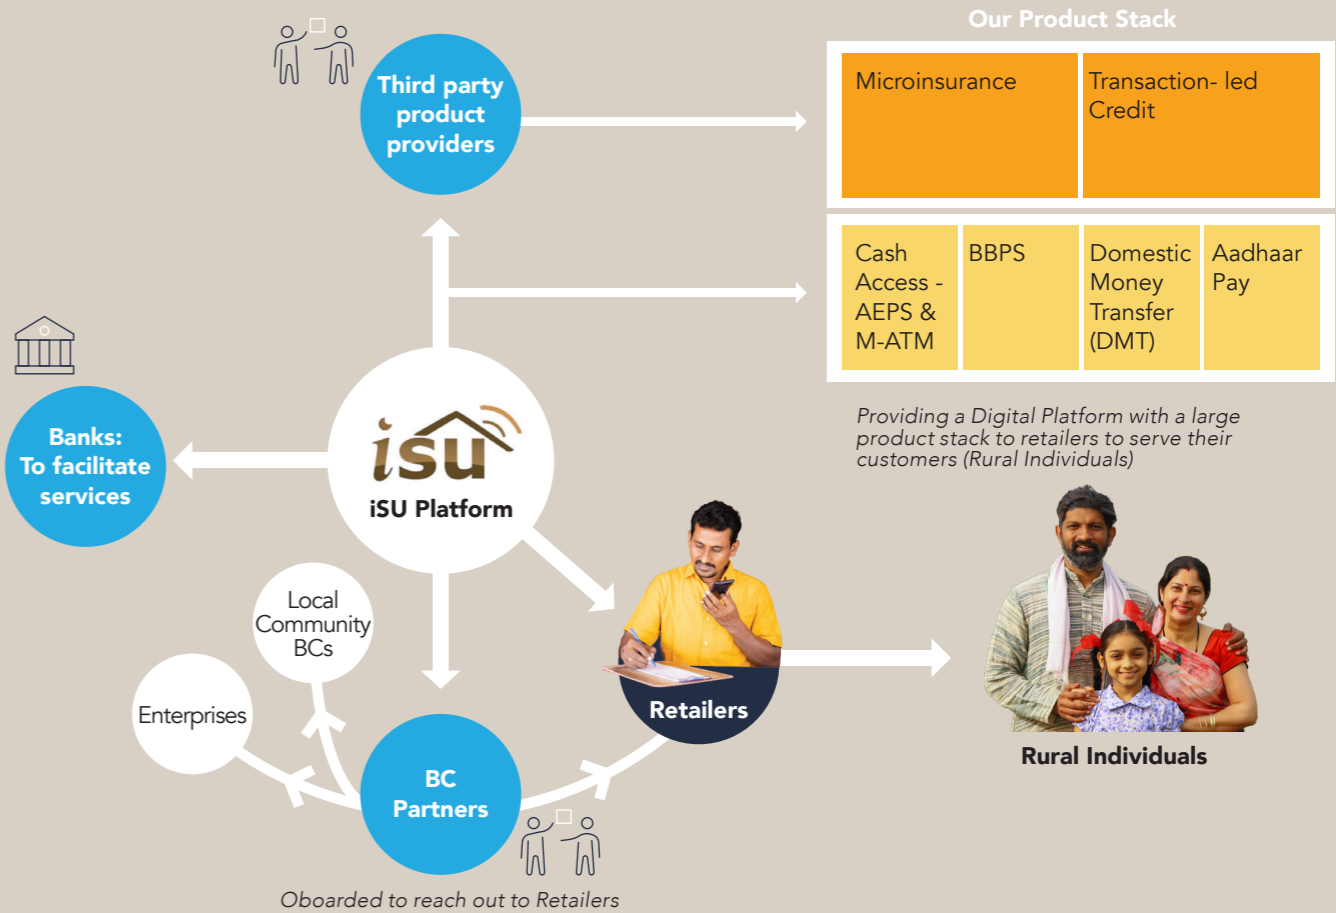 Our Product Stack
Third party
product
providers
Microinsurance
Transaction- led
Credit
Cash
Access -
AEPS &
M-ATM
BBPS
Domestic
Money
Transfer
(DMT)
Aadhaar
Pay
Providing a Digital Platform with a large
product stack to retailers to serve their
customers (Rural Individuals)
Banks:
To facilitate
services
isu
iSU Platform
Local
Community
BCs
Enterprises
Retailers
Rural Individuals
BC
Partners
Oboarded to reach out to Retailers